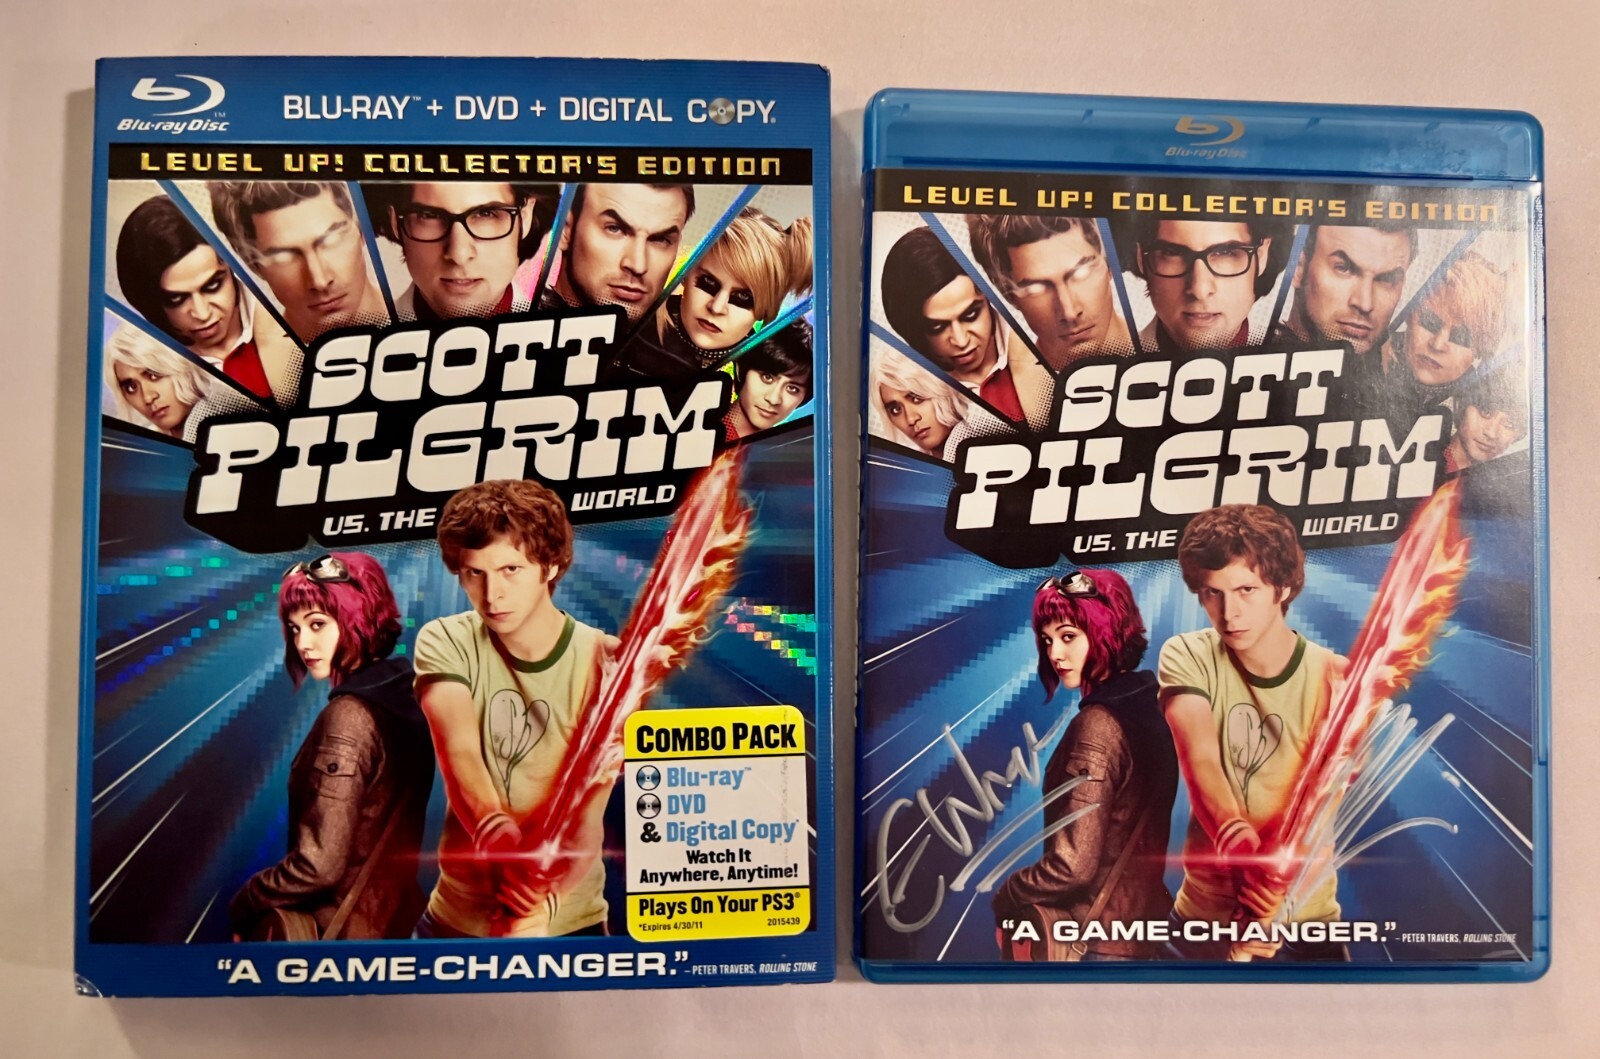 Blu-ray Disc™
BLU-RAY™ + DVD + DIGITAL COPY.
LEVEL UP! COLLECTOR'S EDITION
SCOTT
PILGRIM
VS. THE WORLD
COMBO PACK
Blu-ray™
DVD
& Digital Copy*
Watch It
Anywhere, Anytime!
Plays On Your PS3®
*Expires 4/30/11 2015439
"A GAME-CHANGER." – PETER TRAVERS, ROLLING STONE
Blu-ray Disc
LEVEL UP! COLLECTOR'S EDITION
SCOTT
PILGRIM
VS. THE WORLD
"A GAME-CHANGER." – PETER TRAVERS, ROLLING STONE